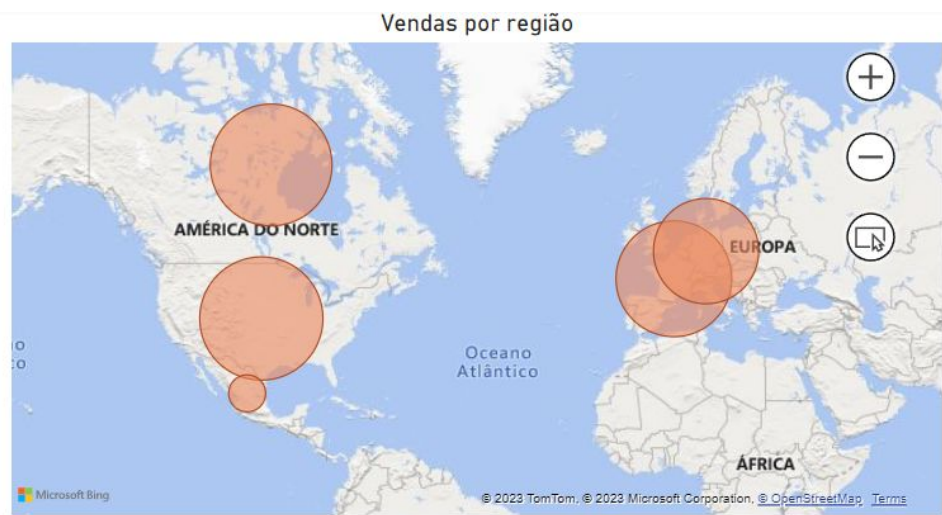 Vendas por região
AMÉRICA DO NORTE
EUROPA
o
co
Oceano
Atlântico
ÁFRICA
Microsoft Bing
© 2023 TomTom, © 2023 Microsoft Corporation, © OpenStreetMap Terms